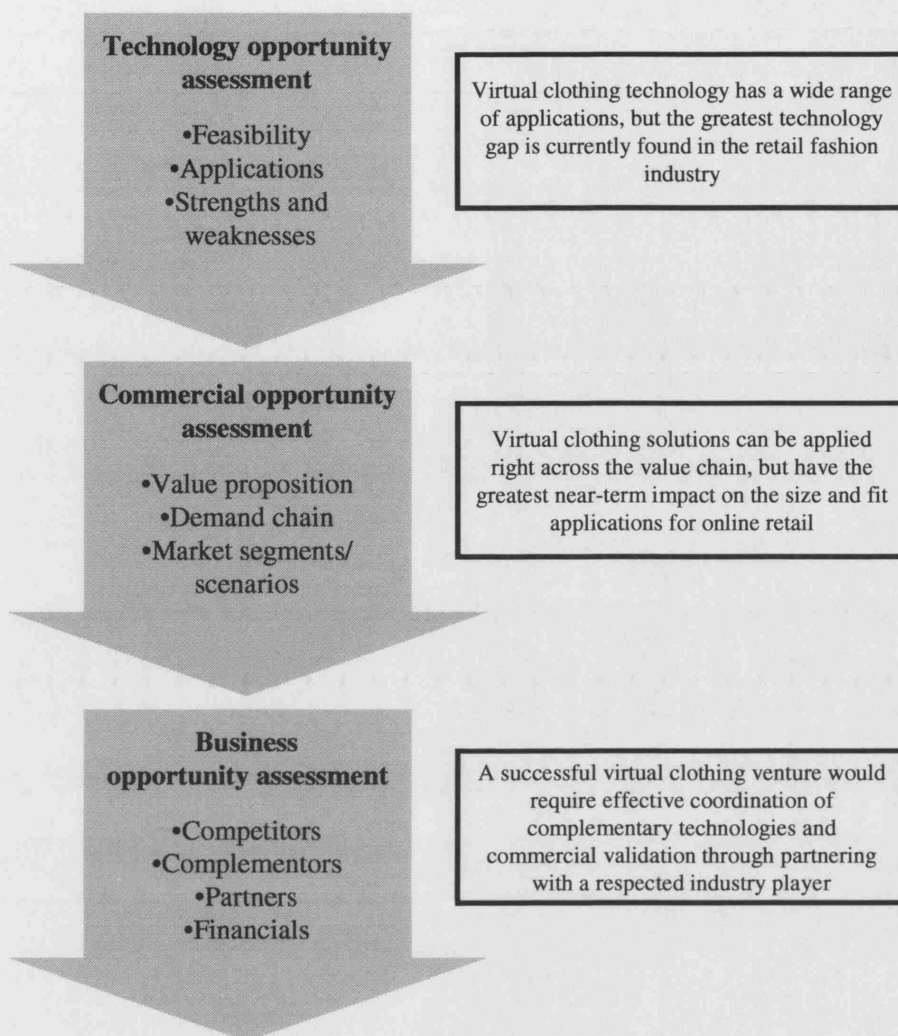 Technology opportunity
assessment
•Feasibility
•Applications
•Strengths and
weaknesses
Virtual clothing technology has a wide range
of applications, but the greatest technology
gap is currently found in the retail fashion
industry
Commercial opportunity
assessment
•Value proposition
•Demand chain
•Market segments/
scenarios
Virtual clothing solutions can be applied
right across the value chain, but have the
greatest near-term impact on the size and fit
applications for online retail
Business
opportunity assessment
•Competitors
•Complementors
•Partners
•Financials
A successful virtual clothing venture would
require effective coordination of
complementary technologies and
commercial validation through partnering
with a respected industry player